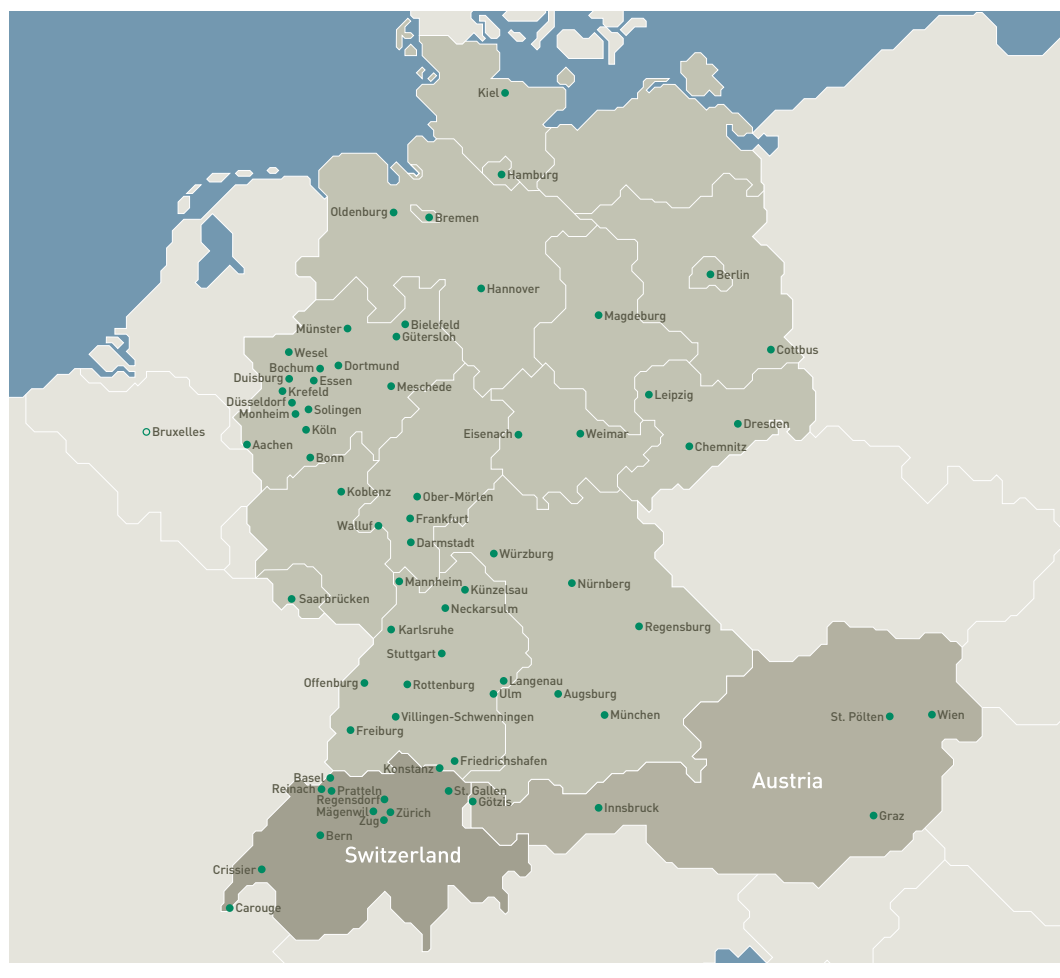 Kiel
Hamburg
Oldenburg
Bremen
Berlin
Hannover
Magdeburg
Münster
Bielefeld
Gütersloh
Cottbus
Wesel
Bochum
Dortmund
Duisburg
Essen
Meschede
Krefeld
Leipzig
Düsseldorf
Solingen
Monheim
Dresden
Bruxelles
Köln
Eisenach
Weimar
Aachen
Chemnitz
Bonn
Koblenz
Ober-Mörlen
Frankfurt
Walluf
Darmstadt
Würzburg
Mannheim
Künzelsau
Nürnberg
Saarbrücken
Neckarsulm
Karlsruhe
Regensburg
Stuttgart
Offenburg
Rottenburg
Langenau
Ulm
Augsburg
Villingen-Schwenningen
München
St. Pölten
Wien
Freiburg
Friedrichshafen
Konstanz
Basel
Austria
Reinach
Pratteln
St. Gallen
Regensdorf
Götzis
Mägenwil
Zürich
Innsbruck
Zug
Graz
Bern
Switzerland
Crissier
Carouge